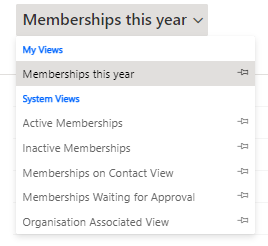 Memberships this year
My Views
Memberships this year
System Views
Active Memberships
Inactive Memberships
Memberships on Contact View
Memberships Waiting for Approval
Organisation Associated View